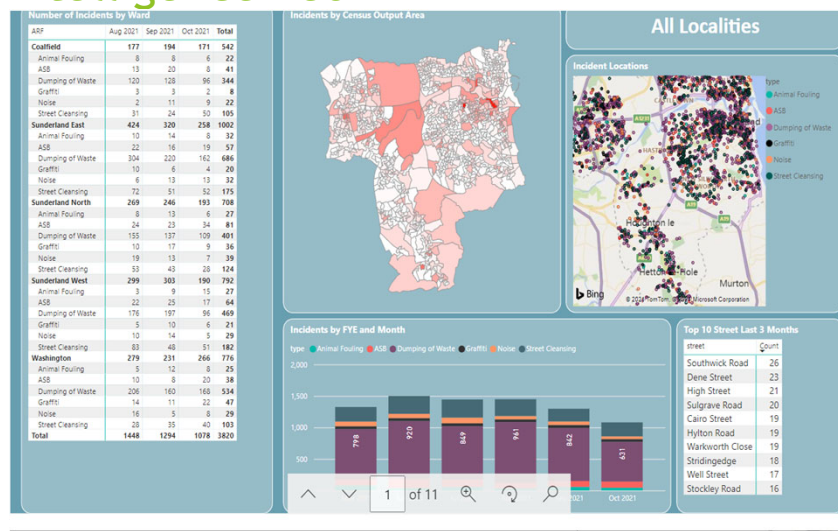 Number of Incidents by Ward
ARF Aug 2021 Sep 2021 Oct 2021 Total
Coalfield 177 194 171 542
Animal Fouling 8 8 6 22
ASB 13 20 8 41
Dumping of Waste 120 128 96 344
Graffiti 3 3 2 8
Noise 2 11 9 22
Street Cleansing 31 24 50 105
Sunderland East 424 320 258 1002
Animal Fouling 10 14 8 32
ASB 22 16 19 57
Dumping of Waste 304 220 162 686
Graffiti 10 6 4 20
Noise 6 13 13 32
Street Cleansing 72 51 52 175
Sunderland North 269 246 193 708
Animal Fouling 8 13 6 27
ASB 24 23 34 81
Dumping of Waste 155 137 109 401
Graffiti 10 17 9 36
Noise 19 13 7 39
Street Cleansing 53 43 28 124
Sunderland West 299 303 190 792
Animal Fouling 3 9 15 27
ASB 22 25 17 64
Dumping of Waste 176 197 96 469
Graffiti 5 10 6 21
Noise 10 14 5 29
Street Cleansing 83 48 51 182
Washington 279 231 266 776
Animal Fouling 5 12 8 25
ASB 10 8 20 38
Dumping of Waste 206 160 168 534
Graffiti 14 11 22 47
Noise 16 5 8 29
Street Cleansing 28 35 40 103
Total 1448 1294 1078 3820
Incidents by Census Output Area
All Localities
Incident Locations
type
Animal Fouling
ASB
Dumping of Waste
Graffiti
Noise
Street Cleansing
A1231
A19
Houghton le
Hetton-le-Hole
Murton
Bing
Microsoft Corporation
Incidents by FYE and Month
type Animal Fouling ASB Dumping of Waste Graffiti Noise Street Cleansing
2,000
1,500
1,000
500
798
920
849
961
842
631
2021
Oct 2021
1 of 11
Top 10 Street Last 3 Months
street Count
Southwick Road 26
Dene Street 23
High Street 21
Sulgrave Road 20
Cairo Street 19
Hylton Road 19
Warkworth Close 19
Stridingedge 18
Well Street 17
Stockley Road 16